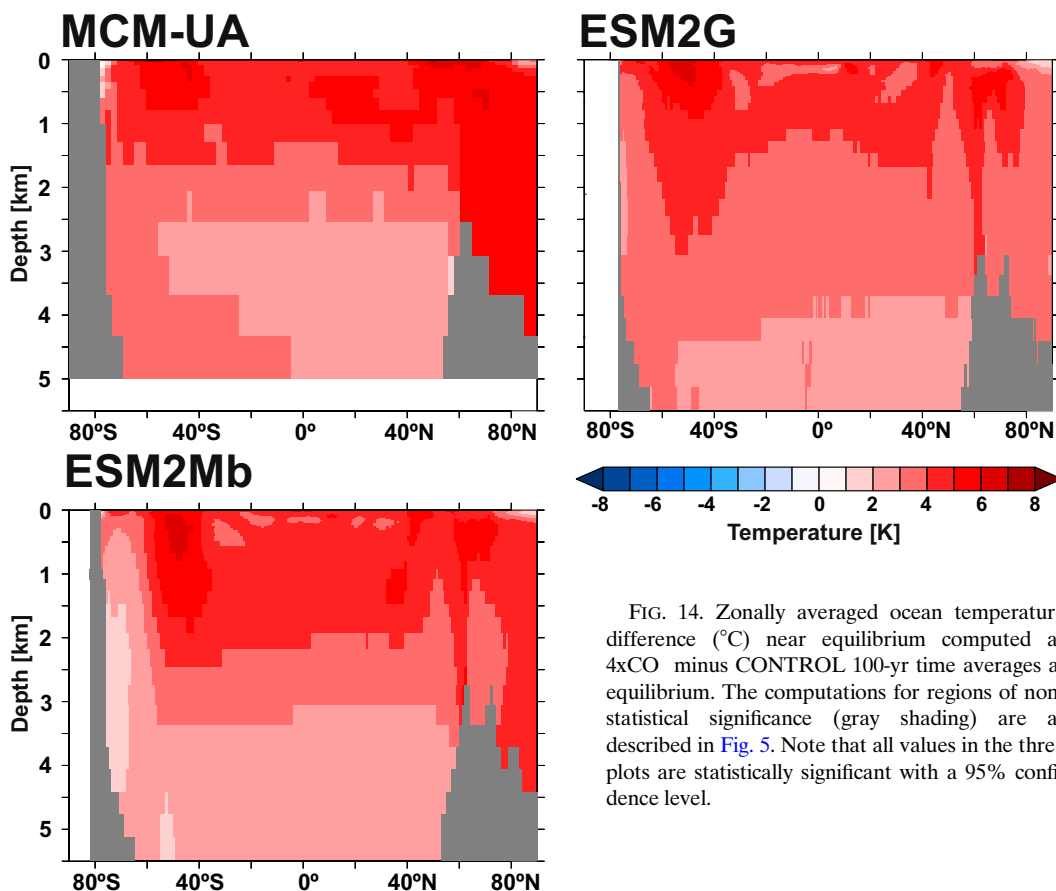 MCM-UA
0
1
2
3
4
5
Depth [km]
80ºS 40ºS 0º 40ºN 80ºN
ESM2G
80ºS 40ºS 0º 40ºN 80ºN
ESM2Mb
0
1
2
3
4
5
Depth [km]
80ºS 40ºS 0º 40ºN 80ºN
-8 -6 -4 -2 0 2 4 6 8
Temperature [K]
FIG. 14. Zonally averaged ocean temperatur
difference (°C) near equilibrium computed a
4xCO minus CONTROL 100-yr time averages a
equilibrium. The computations for regions of non
statistical significance (gray shading) are a
described in Fig. 5. Note that all values in the thre
plots are statistically significant with a 95% confi
dence level.